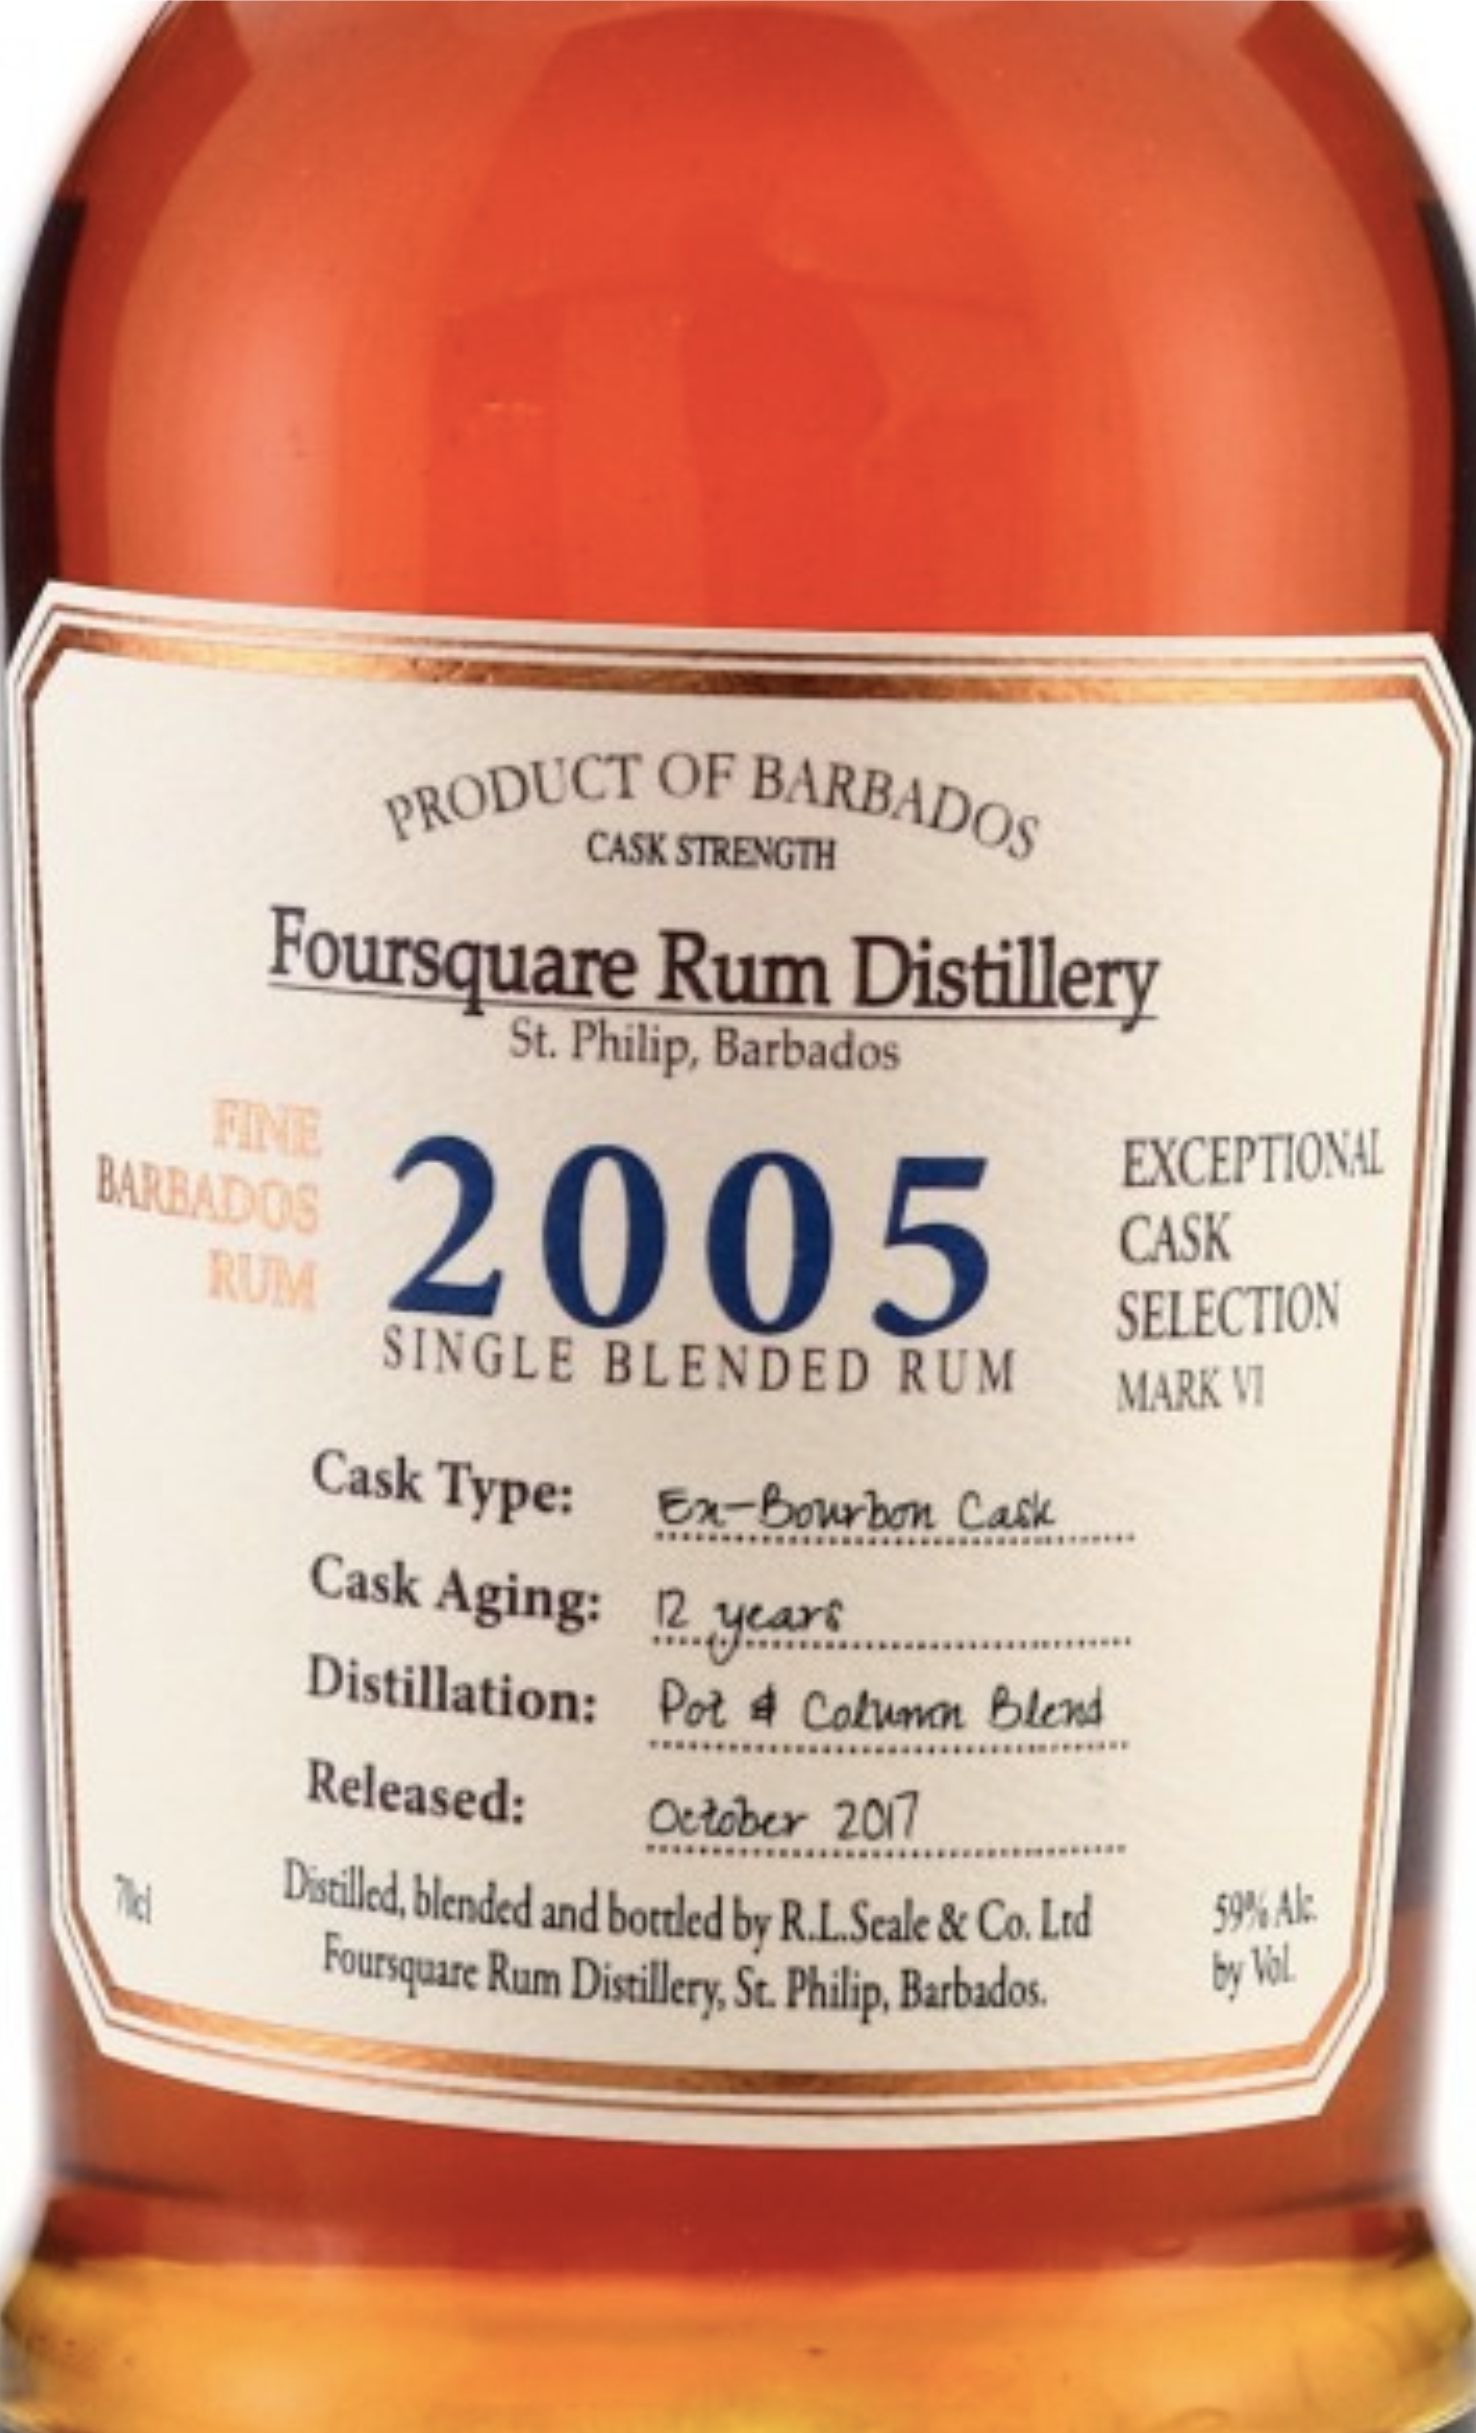 PRODUCT OF BARBADOS
CASK STRENGTH
Foursquare Rum Distillery
St. Philip, Barbados
FINE
BARBADOS
RUM
2005
SINGLE BLENDED RUM
EXCEPTIONAL
CASK
SELECTION
MARK VI
Cask Type: Ex-Bourbon Cask
Cask Aging: 12 years
Distillation: Pot & Column Blend
Released: October 2017
70cl
Distilled, blended and bottled by R.L.Seale & Co. Ltd
Foursquare Rum Distillery, St. Philip, Barbados.
59% Alc.
by Vol.